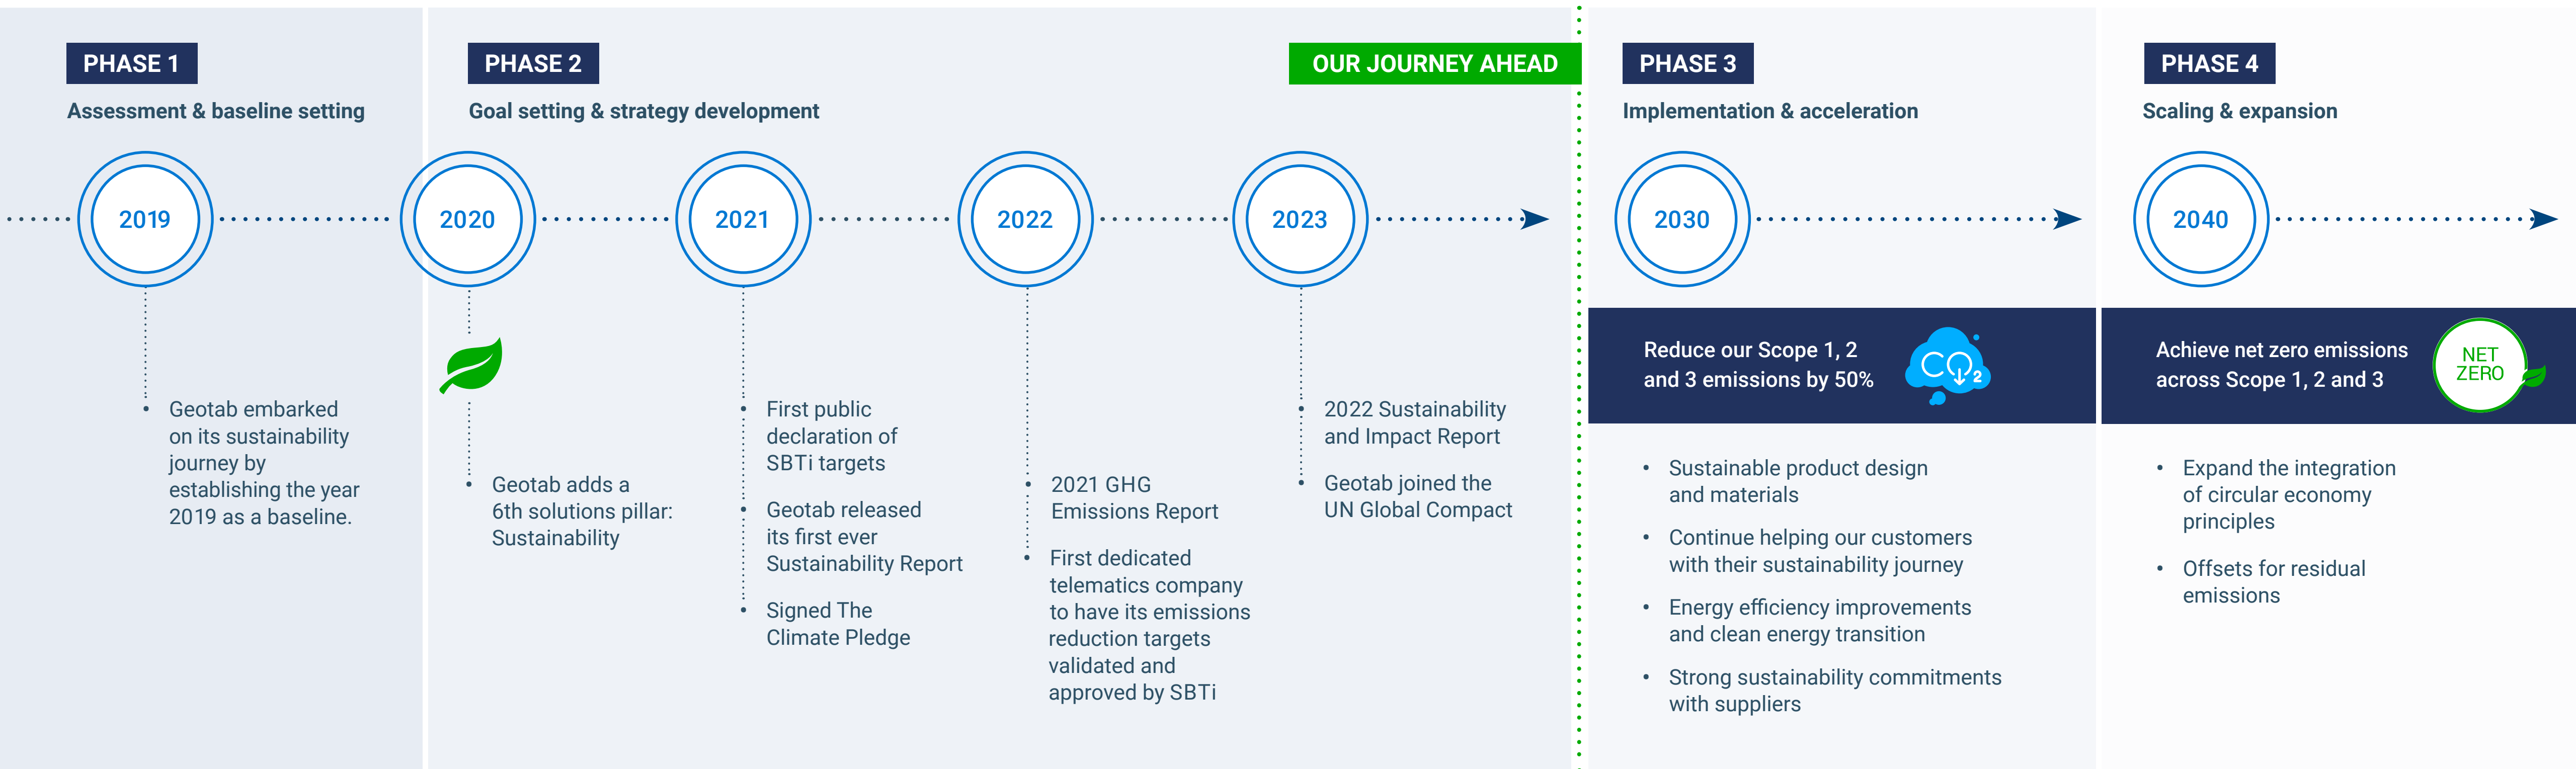 PHASE 1
Assessment & baseline setting
2019
Geotab embarked
on its sustainability
journey by
establishing the year
2019 as a baseline.
PHASE 2
Goal setting & strategy development
2020
Geotab adds a
6th solutions pillar:
Sustainability
2021
First public
declaration of
SBTi targets
Geotab released
its first ever
Sustainability Report
Signed The
Climate Pledge
2022
2021 GHG
Emissions Report
First dedicated
telematics company
to have its emissions
reduction targets
validated and
approved by SBTi
2023
2022 Sustainability
and Impact Report
Geotab joined the
UN Global Compact
OUR JOURNEY AHEAD
PHASE 3
Implementation & acceleration
2030
Reduce our Scope 1, 2
and 3 emissions by 50%
CO2
Sustainable product design
and materials
Continue helping our customers
with their sustainability journey
Energy efficiency improvements
and clean energy transition
Strong sustainability commitments
with suppliers
PHASE 4
Scaling & expansion
2040
Achieve net zero emissions
across Scope 1, 2 and 3
NET
ZERO
Expand the integration
of circular economy
principles
Offsets for residual
emissions